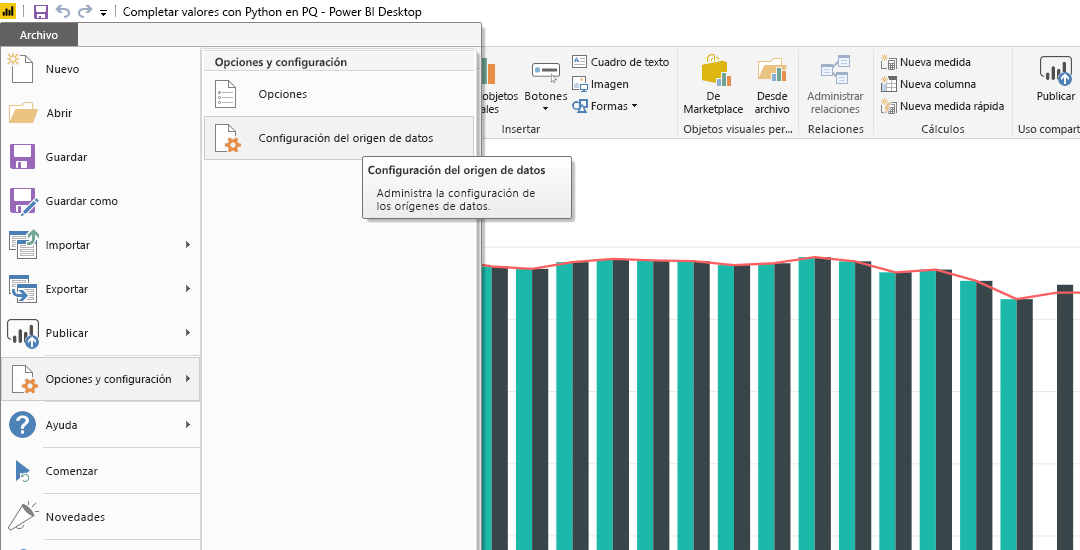 Completar valores con Python en PQ - Power BI Desktop
Archivo
Nuevo
Abrir
Guardar
Guardar como
Importar
Exportar
Publicar
Opciones y configuración
Ayuda
Comenzar
Novedades
Opciones y configuración
Opciones
Configuración del origen de datos
Configuración del origen de datos
Administra la configuración de
los orígenes de datos.
objetos
ales
Botones
Cuadro de texto
Imagen
Formas
Insertar
De
Marketplace
Desde
archivo
Objetos visuales per...
Administrar
relaciones
Relaciones
Nueva medida
Nueva columna
Nueva medida rápida
Cálculos
Publicar
Uso compart